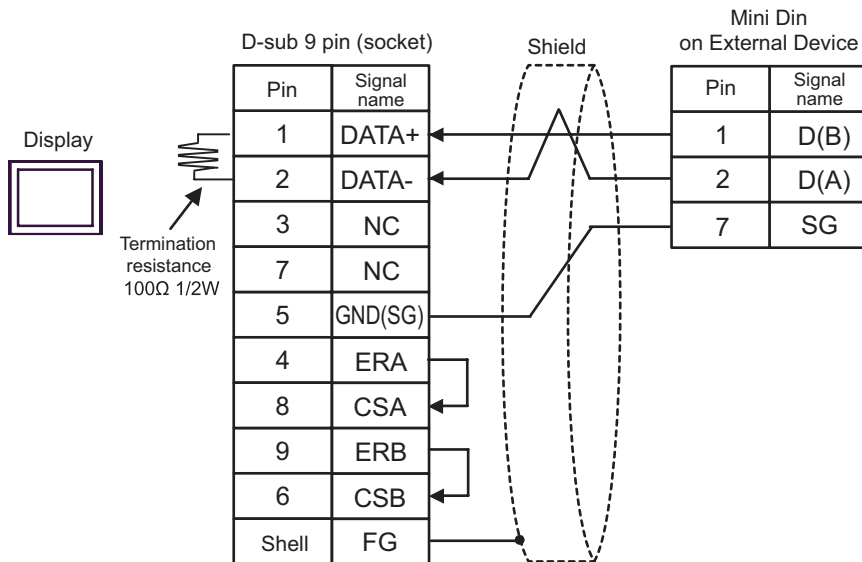 D-sub 9 pin (socket)
Shield
Mini Din
on External Device
Display
Termination
resistance
100Ω 1/2W
Pin Signal name
1 DATA+
2 DATA-
3 NC
7 NC
5 GND(SG)
4 ERA
8 CSA
9 ERB
6 CSB
Shell FG
Pin Signal name
1 D(B)
2 D(A)
7 SG